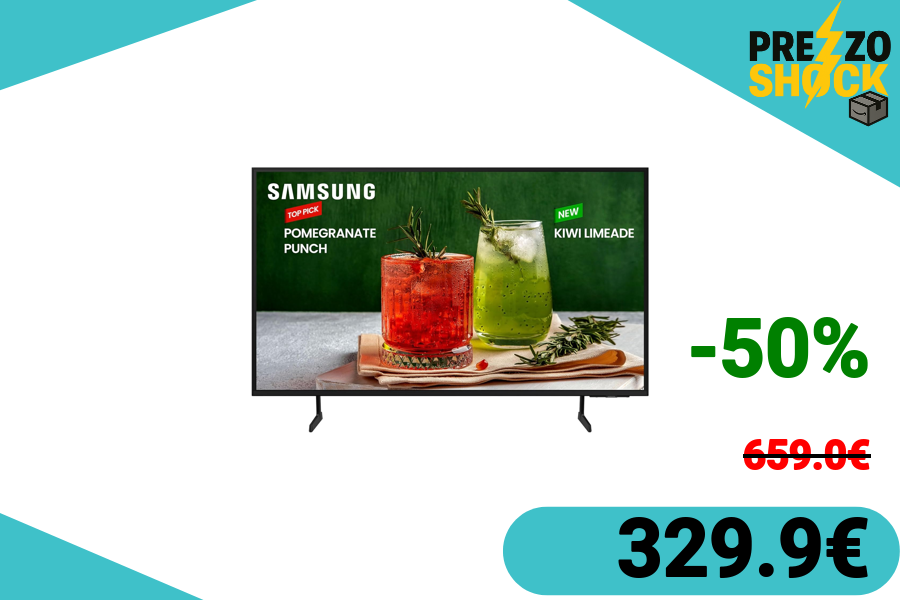 PREZZO
SHOCK
SAMSUNG
TOP PICK
POMEGRANATE
PUNCH
NEW
KIWI LIMEADE
-50%
659.0€
329.9€